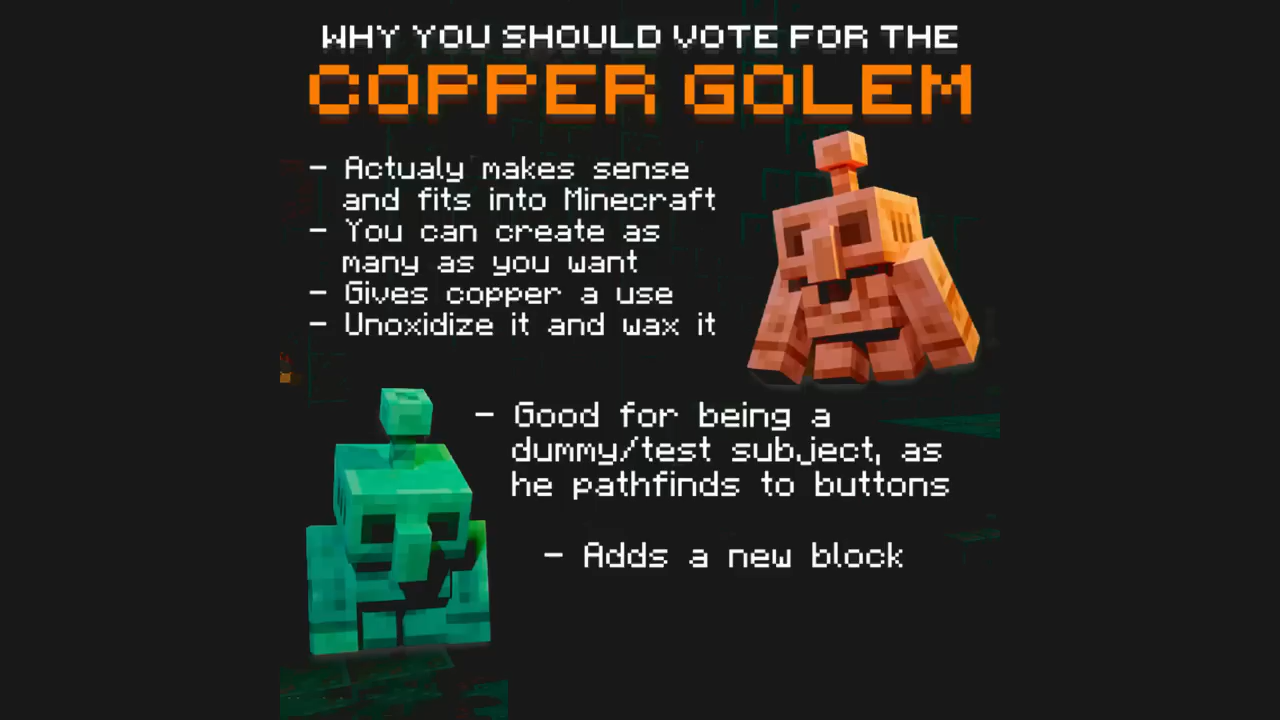 WHY YOU SHOULD VOTE FOR THE
COPPER GOLEM
- Actualy makes sense
and fits into Minecraft
- You can create as
many as you want
- Gives copper a use
- Unoxidize it and wax it
- Good for being a
dummy/test subject, as
he pathfinds to buttons
- Adds a new block